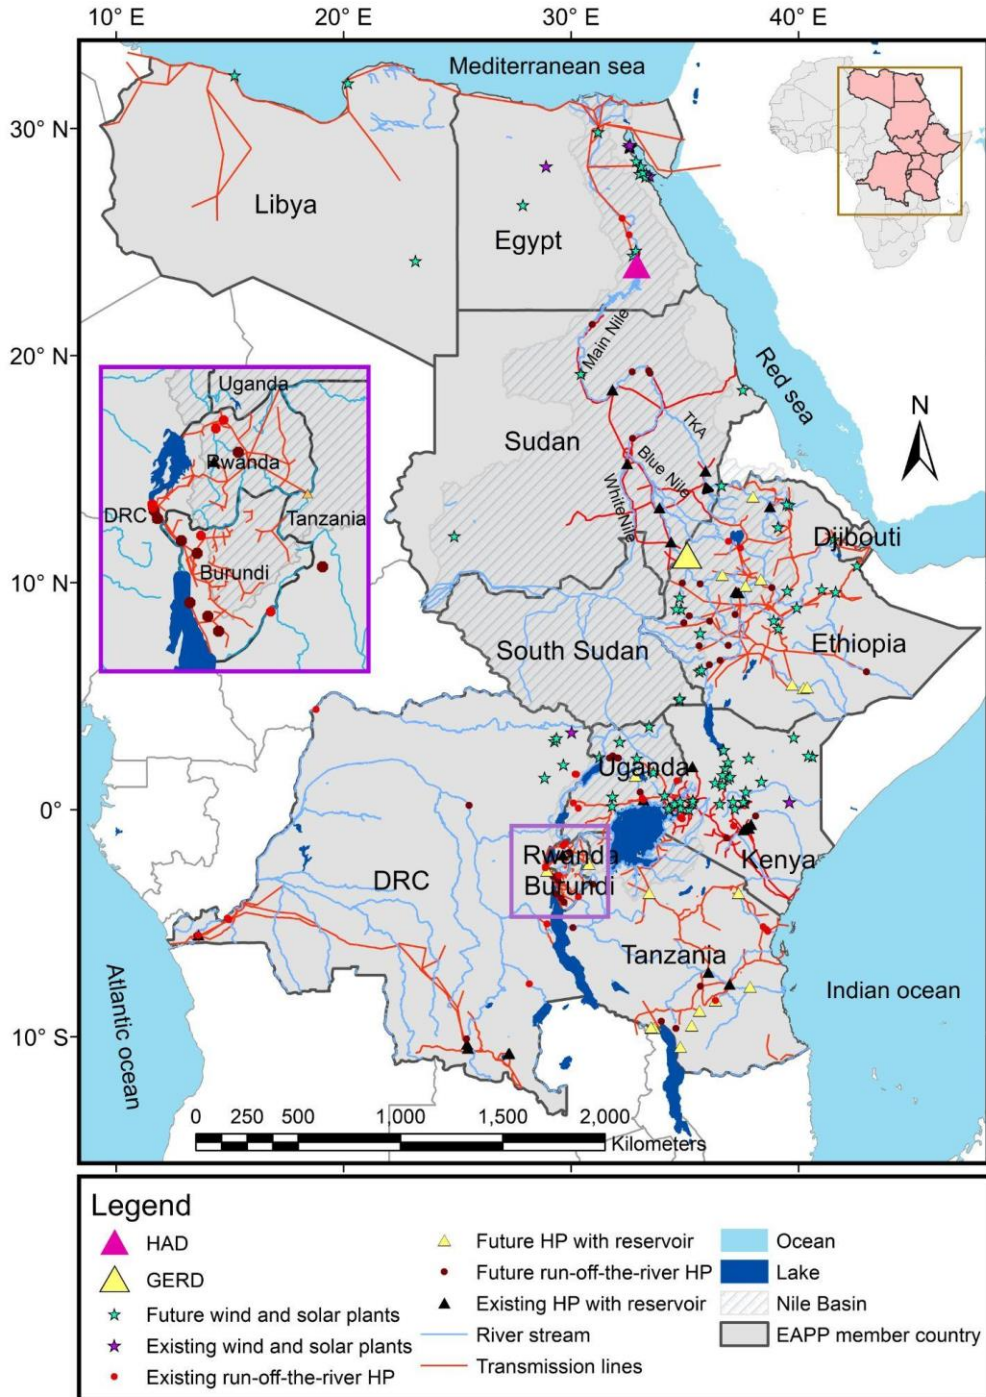 10° E
20° E
30° E
40° E
Mediterranean sea
30° N
Libya
Egypt
Main Nile
Red sea
20° N
Uganda
Rwanda
DRC
Tanzania
Burundi
Sudan
TKA
Blue Nile
White Nile
N
Djibouti
10° N
Ethiopia
South Sudan
Uganda
0°
Rwanda
Burundi
Kenya
DRC
Tanzania
Indian ocean
Atlantic ocean
10° S
0 250 500 1,000 1,500 2,000
Kilometers
Legend
HAD
GERD
Future wind and solar plants
Existing wind and solar plants
Existing run-off-the-river HP
Future HP with reservoir
Future run-off-the-river HP
Existing HP with reservoir
River stream
Transmission lines
Ocean
Lake
Nile Basin
EAPP member country